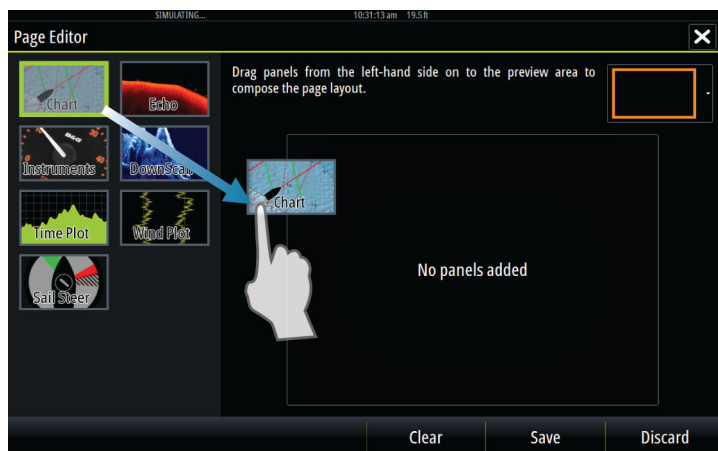 SIMULATING... 10:31:13 am 19.5 ft
Page Editor
Drag panels from the left-hand side on to the preview area to
compose the page layout.
Chart
Echo
Instruments
DownScan
Time Plot
Wind Plot
Sail Steer
Chart
No panels added
Clear
Save
Discard